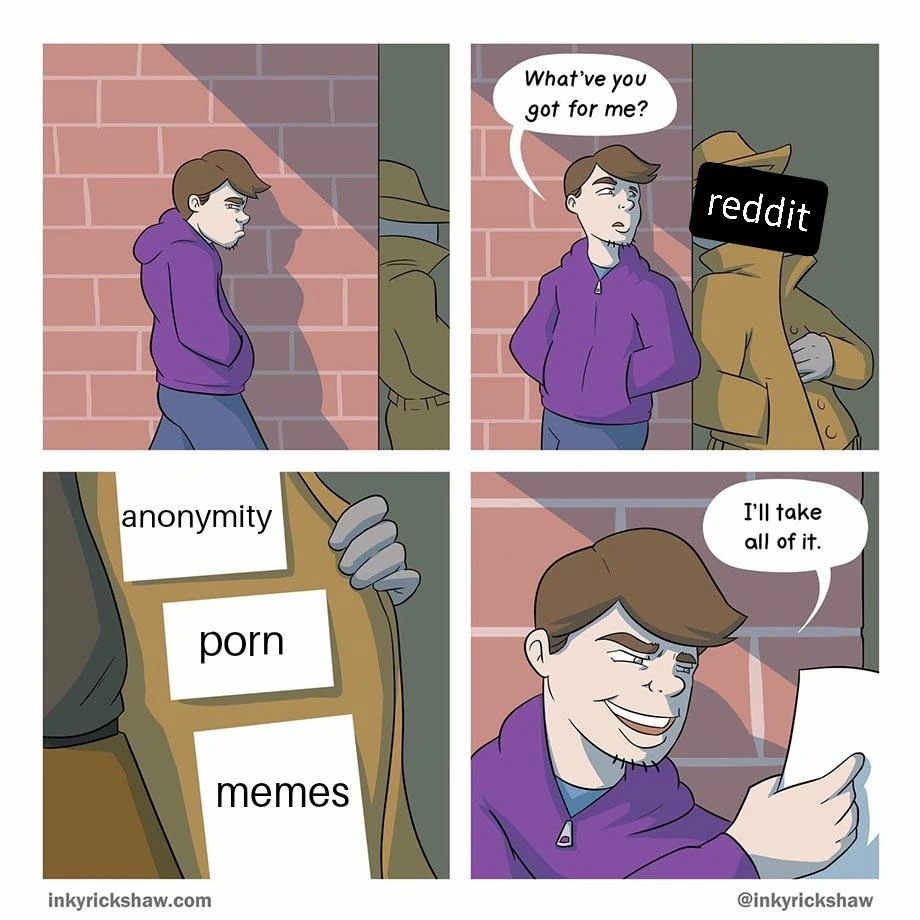 What've you
got for me?
reddit
anonymity
porn
memes
I'll take
all of it.
inkyrickshaw.com
@inkyrickshaw